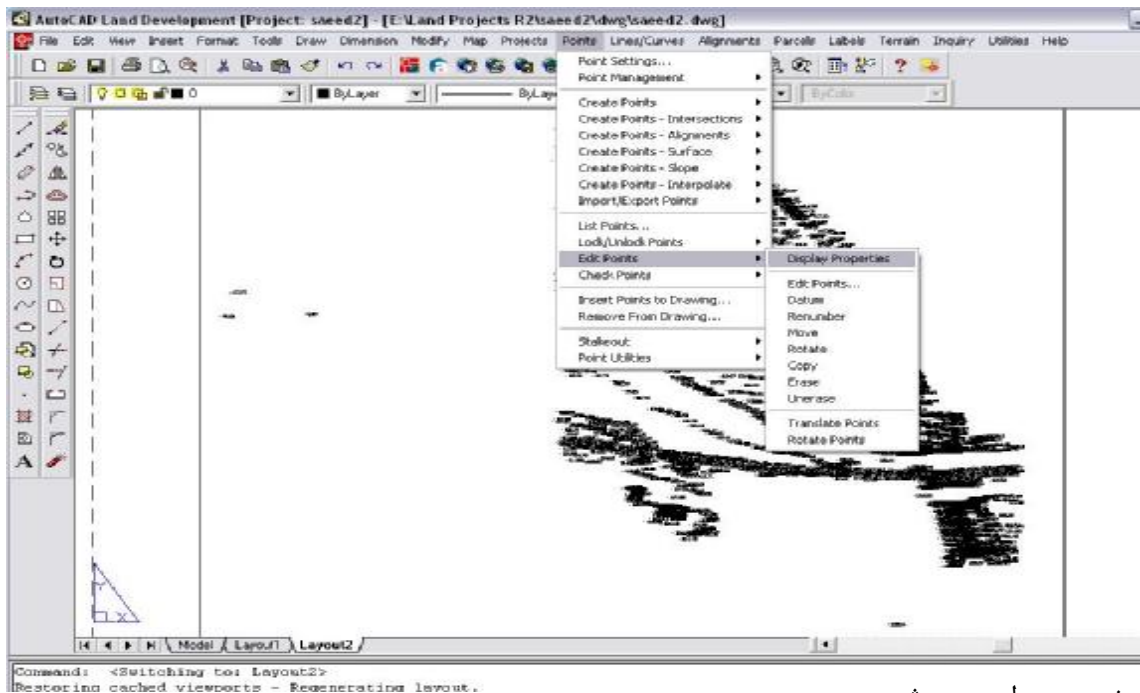 AutoCAD Land Development [Project: saeed2] - [E:\Land Projects R2\saeed2\dwg\saeed2.dwg]
File Edit View Insert Format Tools Draw Dimension Modify Map Projects Points Lines/Curves Alignments Parcels Labels Terrain Inquiry Utilities Help
0 ByLayer ByLay ByColor
Point Settings...
Point Management
Create Points
Create Points - Intersections
Create Points - Alignments
Create Points - Surface
Create Points - Slope
Create Points - Interpolate
Import/Export Points
List Points...
Lock/Unlock Points
Edit Points
Check Points
Insert Points to Drawing...
Remove From Drawing...
Stakeout
Point Utilities
Display Properties
Edit Points...
Datum
Renumber
Move
Rotate
Copy
Erase
Unerase
Translate Points
Rotate Points
Y
X
Model Layout1 Layout2
Command: <Switching to: Layout2>
Restoring cached viewports - Regenerating layout.